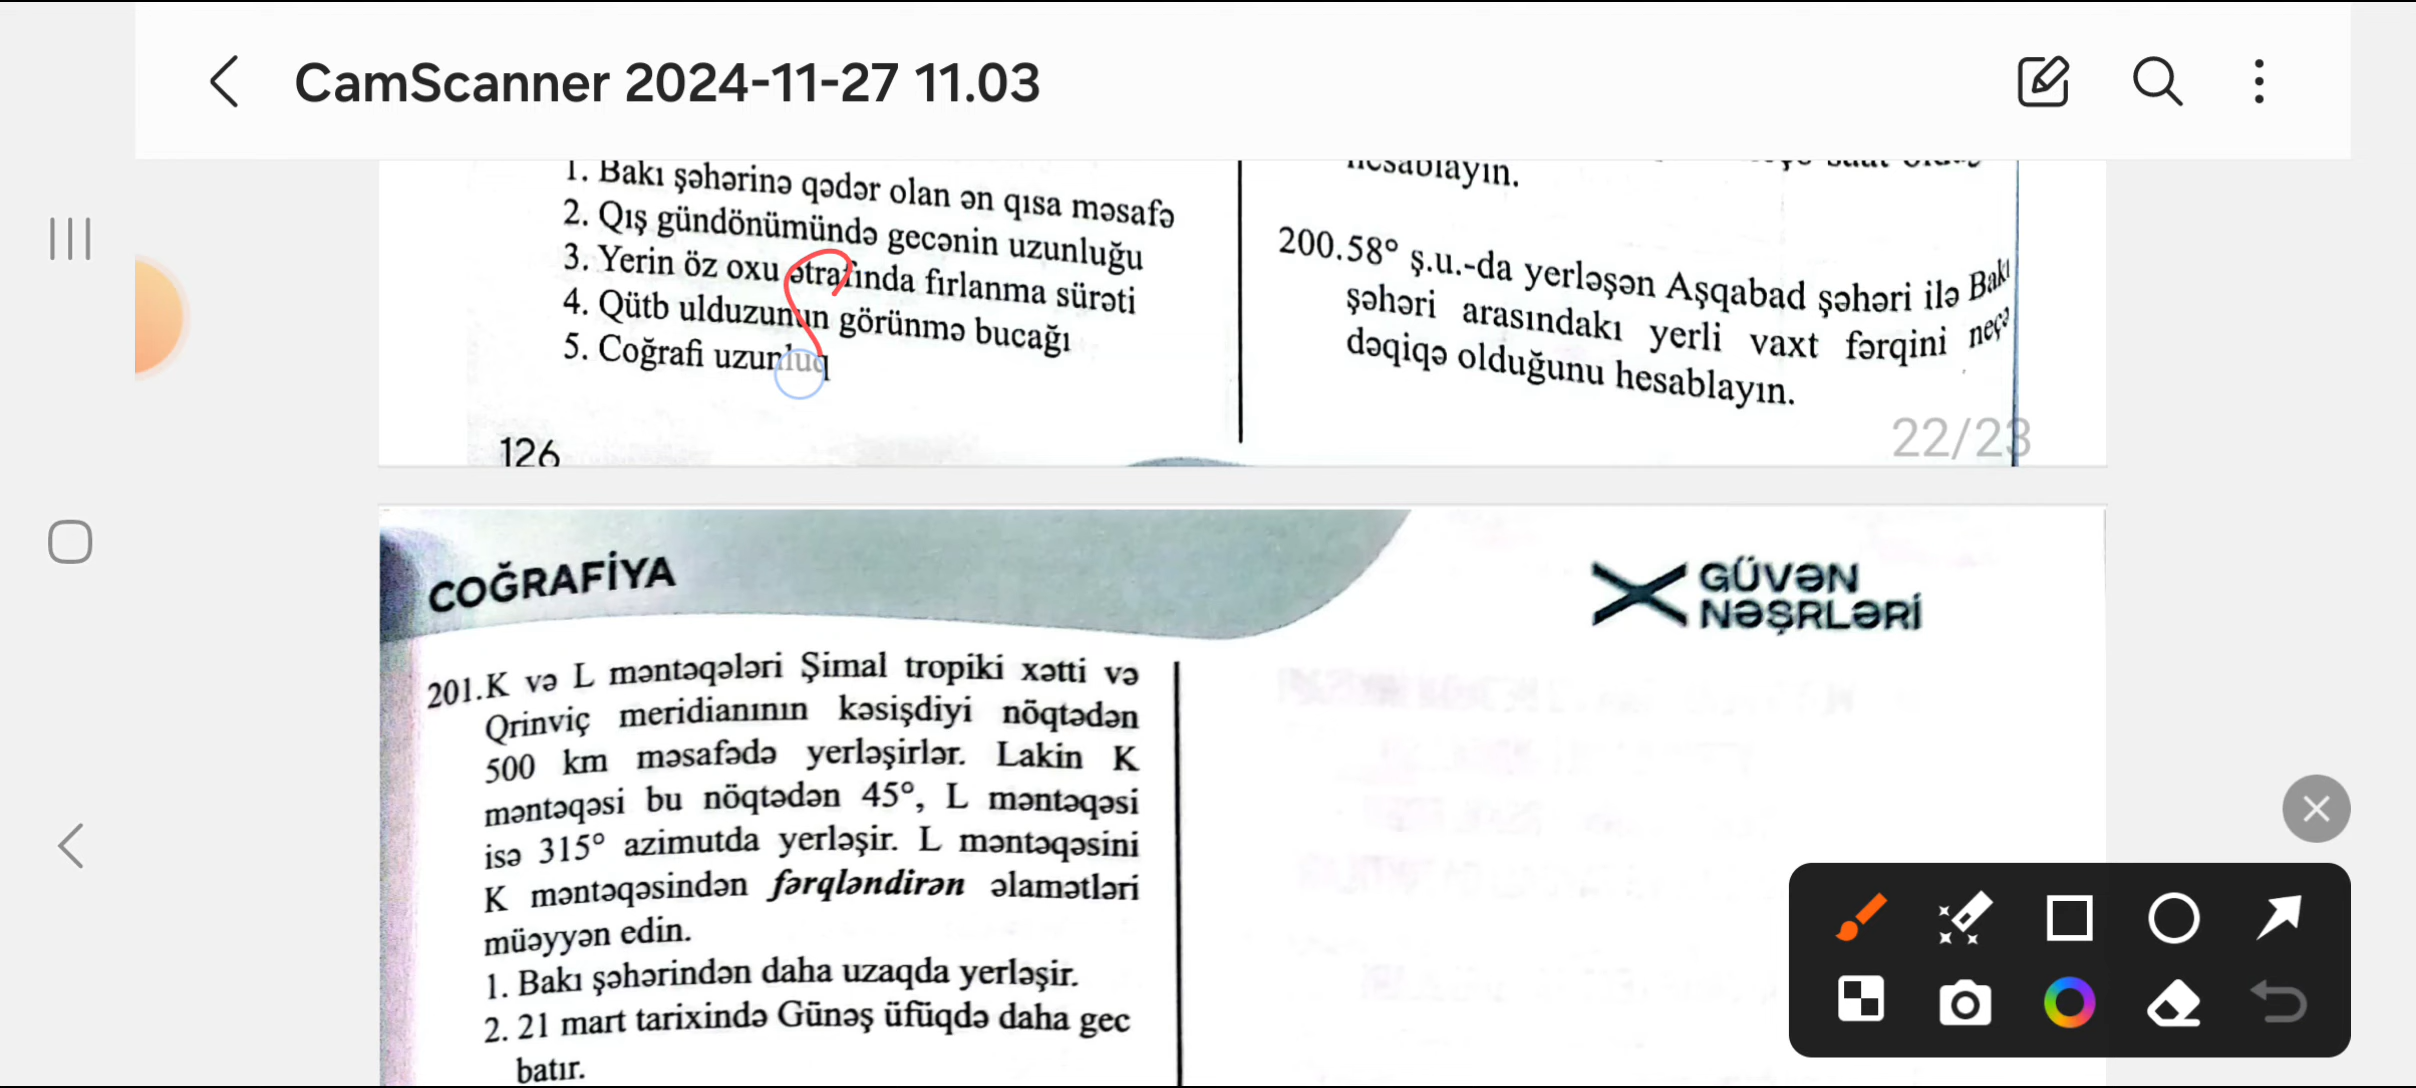 CamScanner 2024-11-27 11.03
1. Bakı şəhərinə qədər olan ən qısa məsafə
2. Qış gündönümündə gecənin uzunluğu
3. Yerin öz oxu ətrafında fırlanma sürəti
4. Qütb ulduzunun görünmə bucağı
5. Coğrafi uzunluq
126
hesablayın.
200.58° ş.u.-da yerləşən Aşqabad şəhəri ilə Bakı
şəhəri arasındakı yerli vaxt fərqini neçə
dəqiqə olduğunu hesablayın.
22/23
COĞRAFİYA
GÜVƏN
NƏŞRLƏRİ
201.K və L məntəqələri Şimal tropiki xətti və
Qrinviç meridianının kəsişdiyi nöqtədən
500 km məsafədə yerləşirlər. Lakin K
məntəqəsi bu nöqtədən 45°, L məntəqəsi
isə 315° azimutda yerləşir. L məntəqəsini
K məntəqəsindən fərqləndirən əlamətləri
müəyyən edin.
1. Bakı şəhərindən daha uzaqda yerləşir.
2. 21 mart tarixində Günəş üfüqdə daha gec
batır.